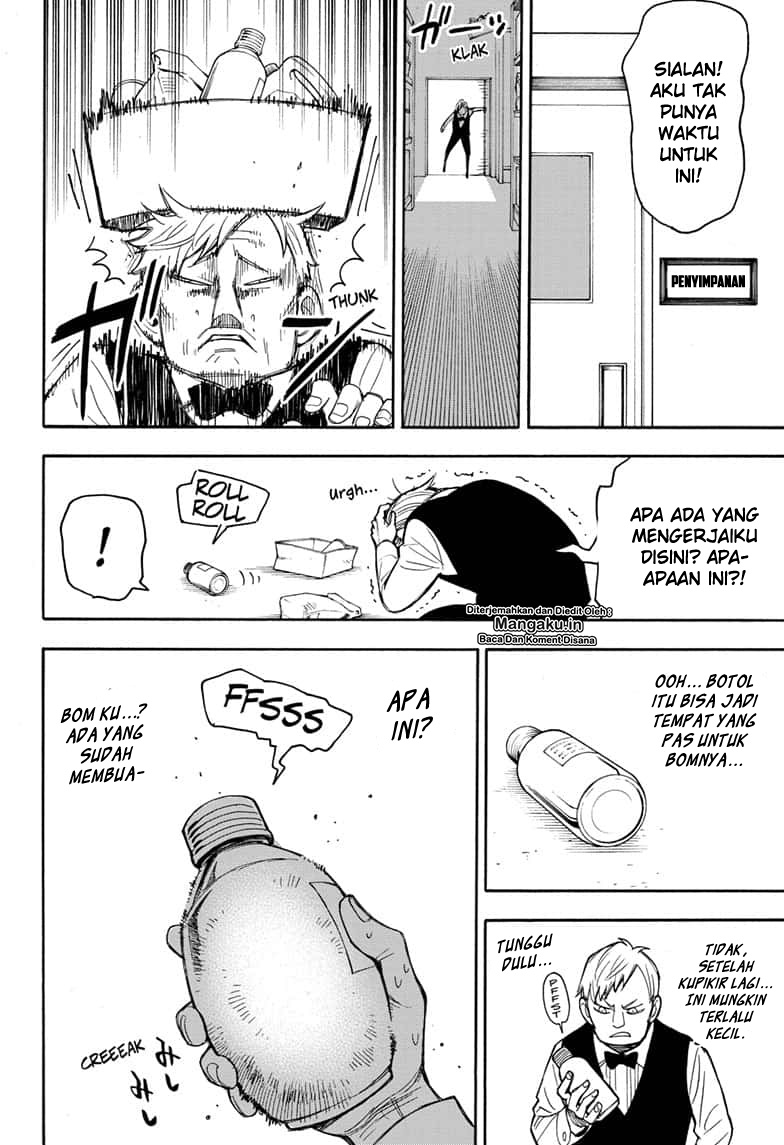 SIALAN!
AKU TAK
PUNYA
WAKTU
UNTUK
INI!
PENYIMPANAN
ガーッ
KLAK
ガーン
THUNK
APA ADA YANG
MENGERJAIKU
DISINI? APA-
APAAN INI?!
urgh...
ROLL
ROLL
!
Diterjemahkan dan Diedit Oleh :
Mangaku.in
Baca Dan Koment Disana
OOH... BOTOL
ITU BISA JADI
TEMPAT YANG
PAS UNTUK
BOMNYA...
TIDAK,
SETELAH
KUPIKIR LAGI...
INI MUNGKIN
TERLALU
KECIL.
PFFST
TUNGGU
DULU...
APA
INI?
FFSSS
BOM KU...?
ADA YANG
SUDAH
MEMBUA-
CREEEAK
みし
みし